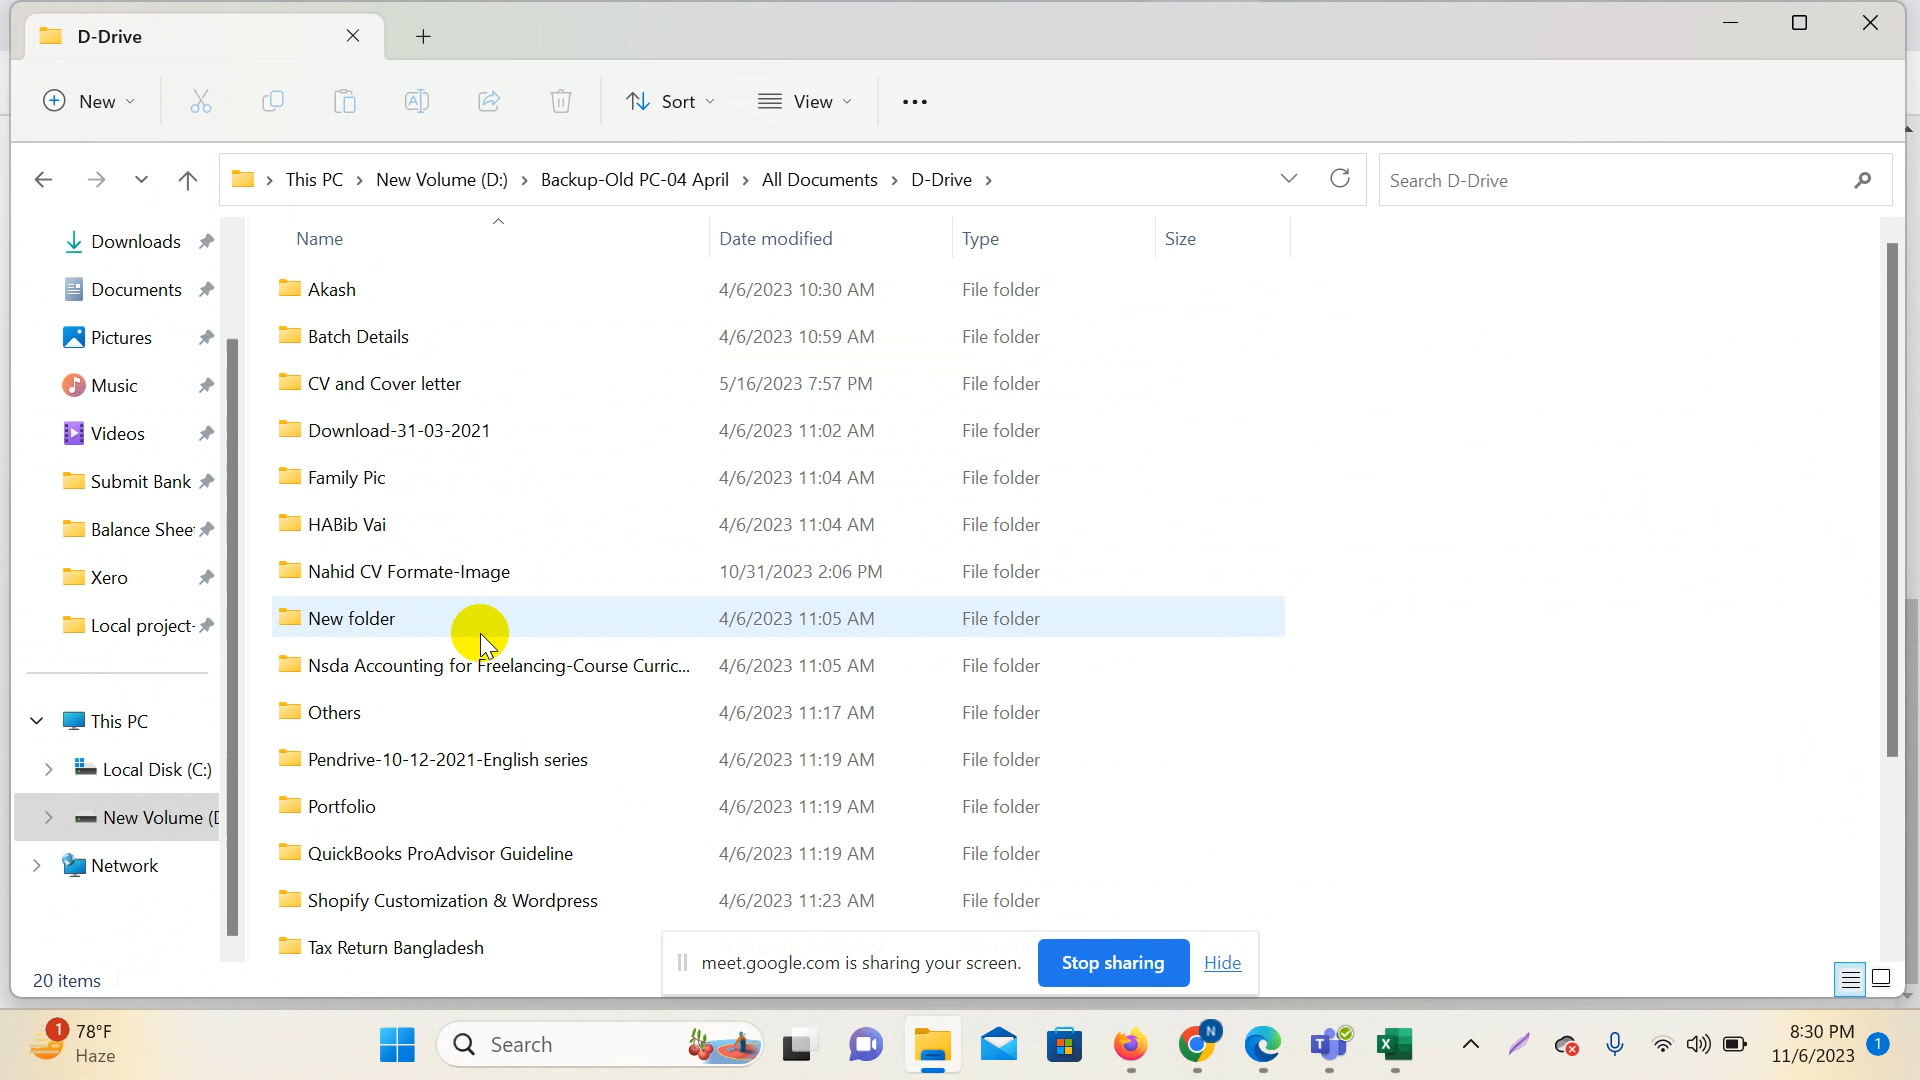 D-Drive
New
Sort
View
This PC > New Volume (D:) > Backup-Old PC-04 April > All Documents > D-Drive >
Search D-Drive
Name Date modified Type Size
Downloads
Documents
Pictures
Music
Videos
Submit Bank
Balance Shee
Xero
Local project-
This PC
Local Disk (C:)
New Volume (D
Network
Akash 4/6/2023 10:30 AM File folder
Batch Details 4/6/2023 10:59 AM File folder
CV and Cover letter 5/16/2023 7:57 PM File folder
Download-31-03-2021 4/6/2023 11:02 AM File folder
Family Pic 4/6/2023 11:04 AM File folder
HABib Vai 4/6/2023 11:04 AM File folder
Nahid CV Formate-Image 10/31/2023 2:06 PM File folder
New folder 4/6/2023 11:05 AM File folder
Nsda Accounting for Freelancing-Course Curric... 4/6/2023 11:05 AM File folder
Others 4/6/2023 11:17 AM File folder
Pendrive-10-12-2021-English series 4/6/2023 11:19 AM File folder
Portfolio 4/6/2023 11:19 AM File folder
QuickBooks ProAdvisor Guideline 4/6/2023 11:19 AM File folder
Shopify Customization & Wordpress 4/6/2023 11:23 AM File folder
Tax Return Bangladesh
meet.google.com is sharing your screen. Stop sharing Hide
20 items
1
78°F
Haze
Search
N
8:30 PM
11/6/2023
1